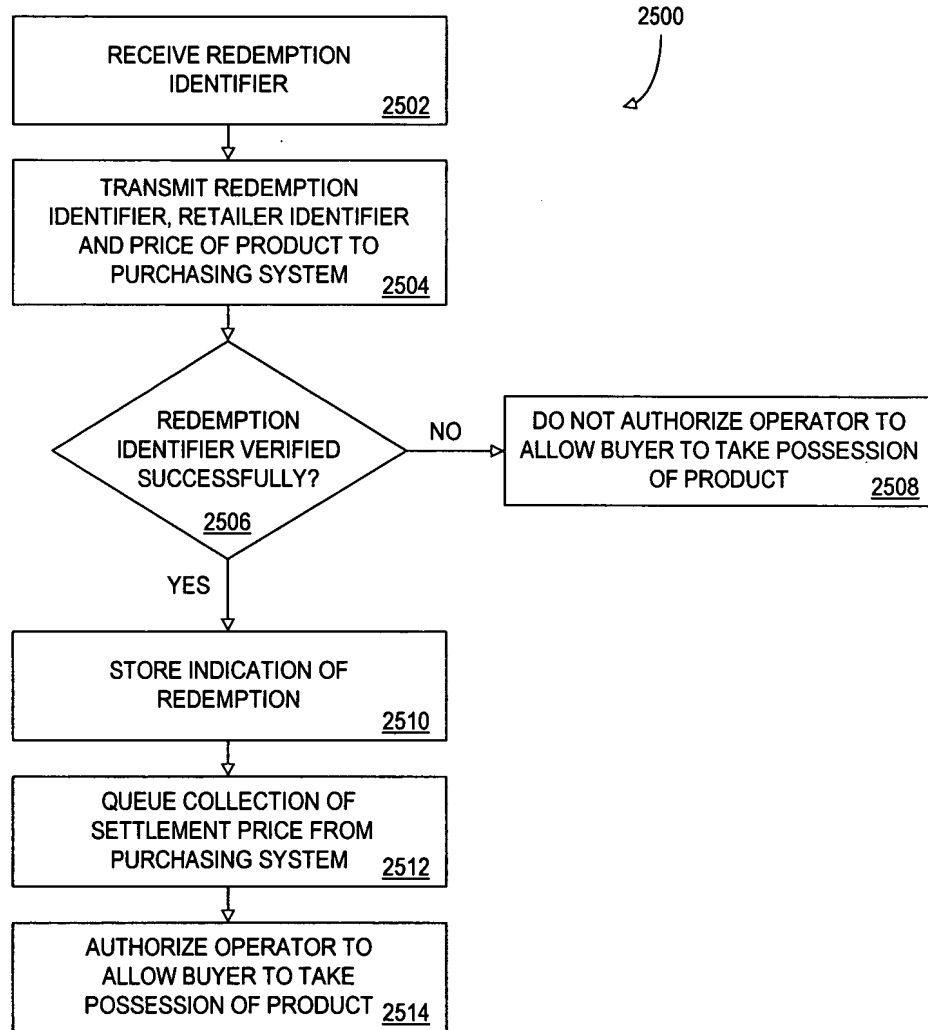 2500
RECEIVE REDEMPTION
IDENTIFIER
2502
TRANSMIT REDEMPTION
IDENTIFIER, RETAILER IDENTIFIER
AND PRICE OF PRODUCT TO
PURCHASING SYSTEM
2504
REDEMPTION
IDENTIFIER VERIFIED
SUCCESSFULLY?
2506
NO
DO NOT AUTHORIZE OPERATOR TO
ALLOW BUYER TO TAKE POSSESSION
OF PRODUCT
2508
YES
STORE INDICATION OF
REDEMPTION
2510
QUEUE COLLECTION OF
SETTLEMENT PRICE FROM
PURCHASING SYSTEM
2512
AUTHORIZE OPERATOR TO
ALLOW BUYER TO TAKE
POSSESSION OF PRODUCT
2514